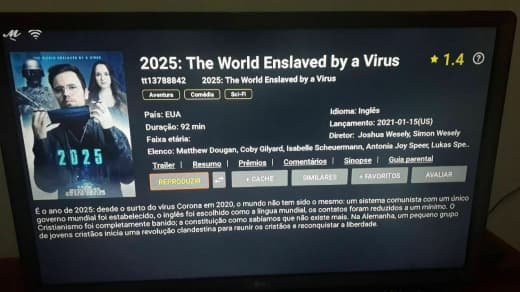 2025: The World Enslaved by a Virus
★ 1.4
tt13788842 2025: The World Enslaved by a Virus
Aventura Comédia Sci-Fi
País: EUA
Idioma: Inglês
Duração: 92 min
Lançamento: 2021-01-15(US)
Faixa etária:
Diretor: Joshua Wesely, Simon Wesely
Elenco: Matthew Dougan, Coby Gilyard, Isabelle Scheuermann, Antonia Joy Speer, Lukas Spe..
Trailer | Resumo | Prêmios | Comentários | Sinopse | Guia parental
REPRODUZIR + CACHE SIMILARES + FAVORITOS AVALIAR
É o ano de 2025: desde o surto do vírus Corona em 2020, o mundo não tem sido o mesmo: um sistema comunista com um único
governo mundial foi estabelecido, o inglês foi escolhido como a língua mundial, os contatos foram reduzidos a um mínimo. O
Cristianismo foi completamente banido; a constituição como sabíamos que não existe mais. Na Alemanha, um pequeno grupo
de jovens cristãos inicia uma revolução clandestina para reunir os cristãos e reconquistar a liberdade.
THE WORLD ENSLAVED BY A VIRUS
2025